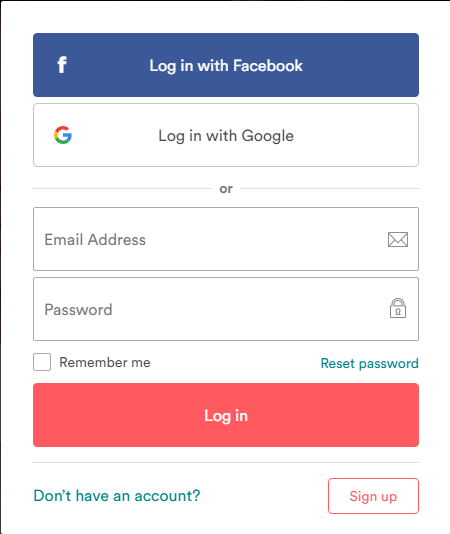 f Log in with Facebook
Log in with Google
or
Email Address
Password
Remember me Reset password
Log in
Don't have an account? Sign up